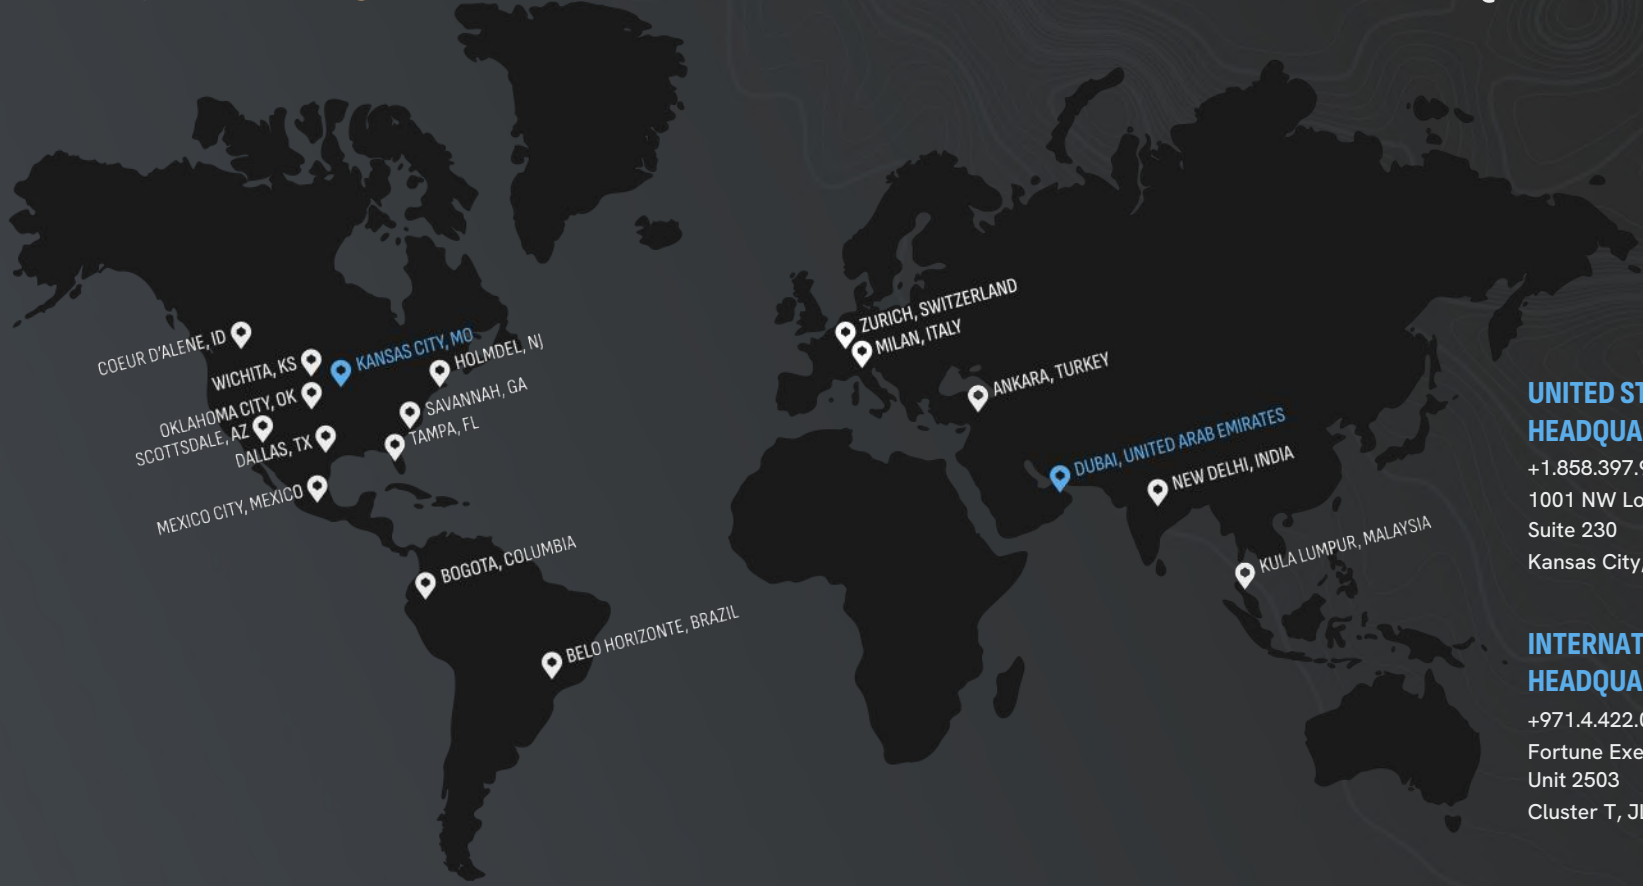 COEUR D'ALENE, ID
WICHITA, KS
KANSAS CITY, MO
HOLMDEL, NJ
OKLAHOMA CITY, OK
SCOTTSDALE, AZ
DALLAS, TX
SAVANNAH, GA
TAMPA, FL
MEXICO CITY, MEXICO
BOGOTA, COLUMBIA
BELO HORIZONTE, BRAZIL
ZURICH, SWITZERLAND
MILAN, ITALY
ANKARA, TURKEY
DUBAI, UNITED ARAB EMIRATES
NEW DELHI, INDIA
KULA LUMPUR, MALAYSIA
UNITED ST
HEADQUA
+1.858.397.9
1001 NW Lo
Suite 230
Kansas City,
INTERNAT
HEADQUA
+971.4.422.0
Fortune Exe
Unit 2503
Cluster T, JL